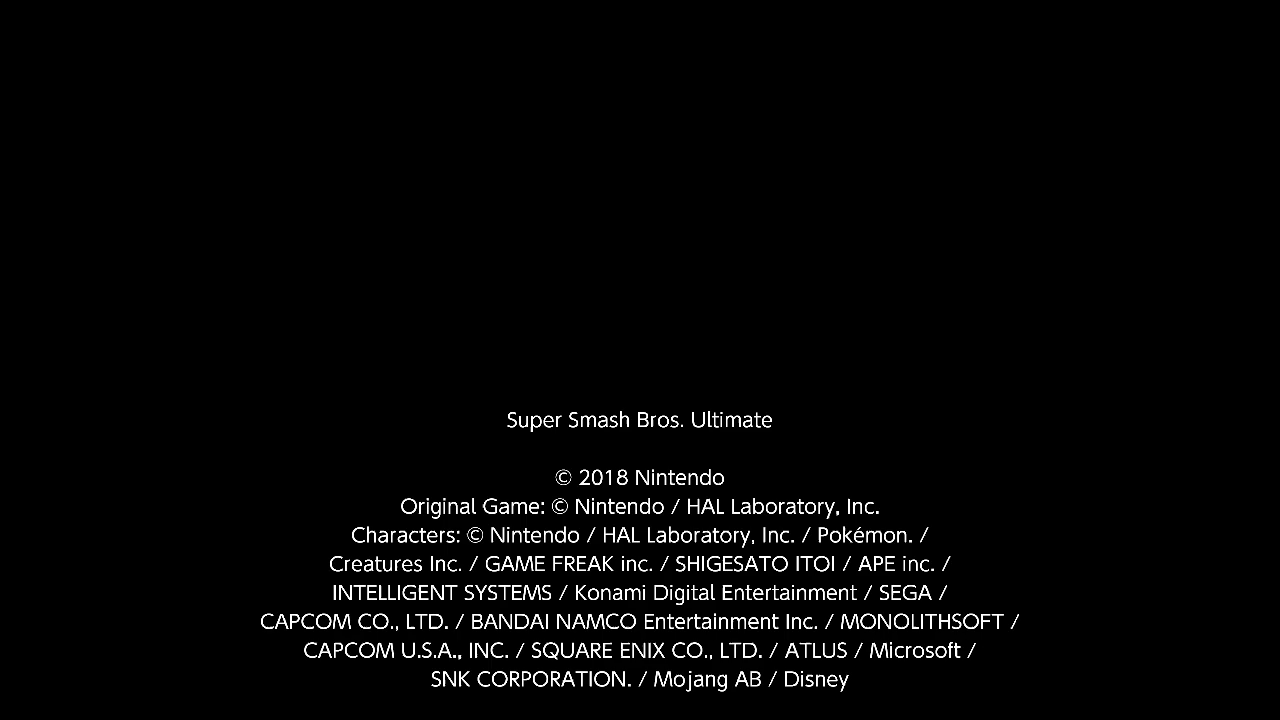 Super Smash Bros. Ultimate
© 2018 Nintendo
Original Game: © Nintendo / HAL Laboratory, Inc.
Characters: © Nintendo / HAL Laboratory, Inc. / Pokémon. /
Creatures Inc. / GAME FREAK inc. / SHIGESATO ITOI / APE inc. /
INTELLIGENT SYSTEMS / Konami Digital Entertainment / SEGA /
CAPCOM CO., LTD. / BANDAI NAMCO Entertainment Inc. / MONOLITHSOFT /
CAPCOM U.S.A., INC. / SQUARE ENIX CO., LTD. / ATLUS / Microsoft /
SNK CORPORATION. / Mojang AB / Disney